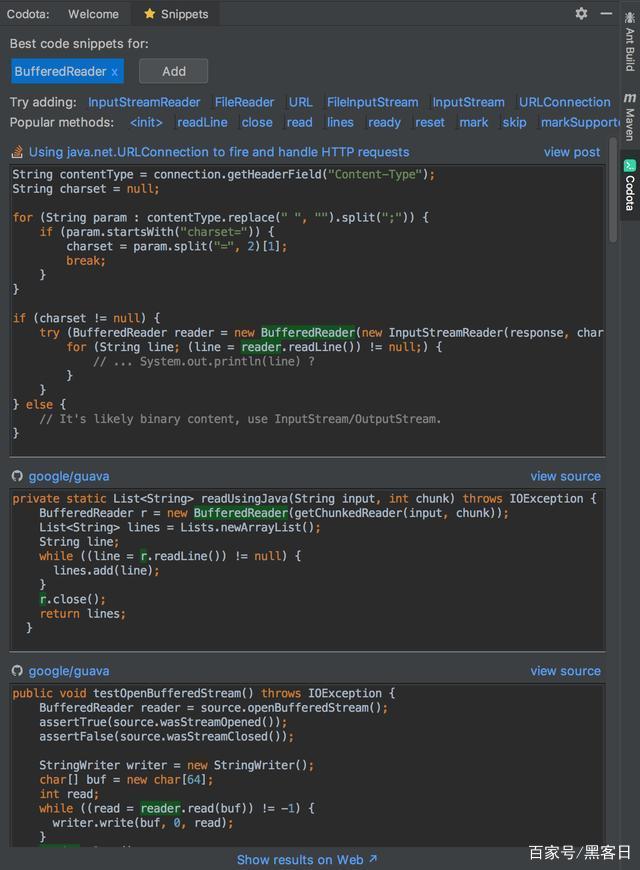 Codota: Welcome Snippets
Best code snippets for:
BufferedReader x Add
Try adding: InputStreamReader FileReader URL FileInputStream InputStream URLConnection
Popular methods: <init> readLine close read lines ready reset mark skip markSupporte
Using java.net.URLConnection to fire and handle HTTP requests view post
String contentType = connection.getHeaderField("Content-Type");
String charset = null;
for (String param : contentType.replace(" ", "").split(";")) {
if (param.startsWith("charset=")) {
charset = param.split("=", 2)[1];
break;
}
}
if (charset != null) {
try (BufferedReader reader = new BufferedReader(new InputStreamReader(response, char
for (String line; (line = reader.readLine()) != null;) {
// ... System.out.println(line) ?
}
}
} else {
// It's likely binary content, use InputStream/OutputStream.
}
google/guava view source
private static List<String> readUsingJava(String input, int chunk) throws IOException {
BufferedReader r = new BufferedReader(getChunkedReader(input, chunk));
List<String> lines = Lists.newArrayList();
String line;
while ((line = r.readLine()) != null) {
lines.add(line);
}
r.close();
return lines;
}
google/guava view source
public void testOpenBufferedStream() throws IOException {
BufferedReader reader = source.openBufferedStream();
assertTrue(source.wasStreamOpened());
assertFalse(source.wasStreamClosed());
StringWriter writer = new StringWriter();
char[] buf = new char[64];
int read;
while ((read = reader.read(buf)) != -1) {
writer.write(buf, 0, read);
}
Show results on Web ↗
Ant Build
m Maven
Codota
百家号/黑客日